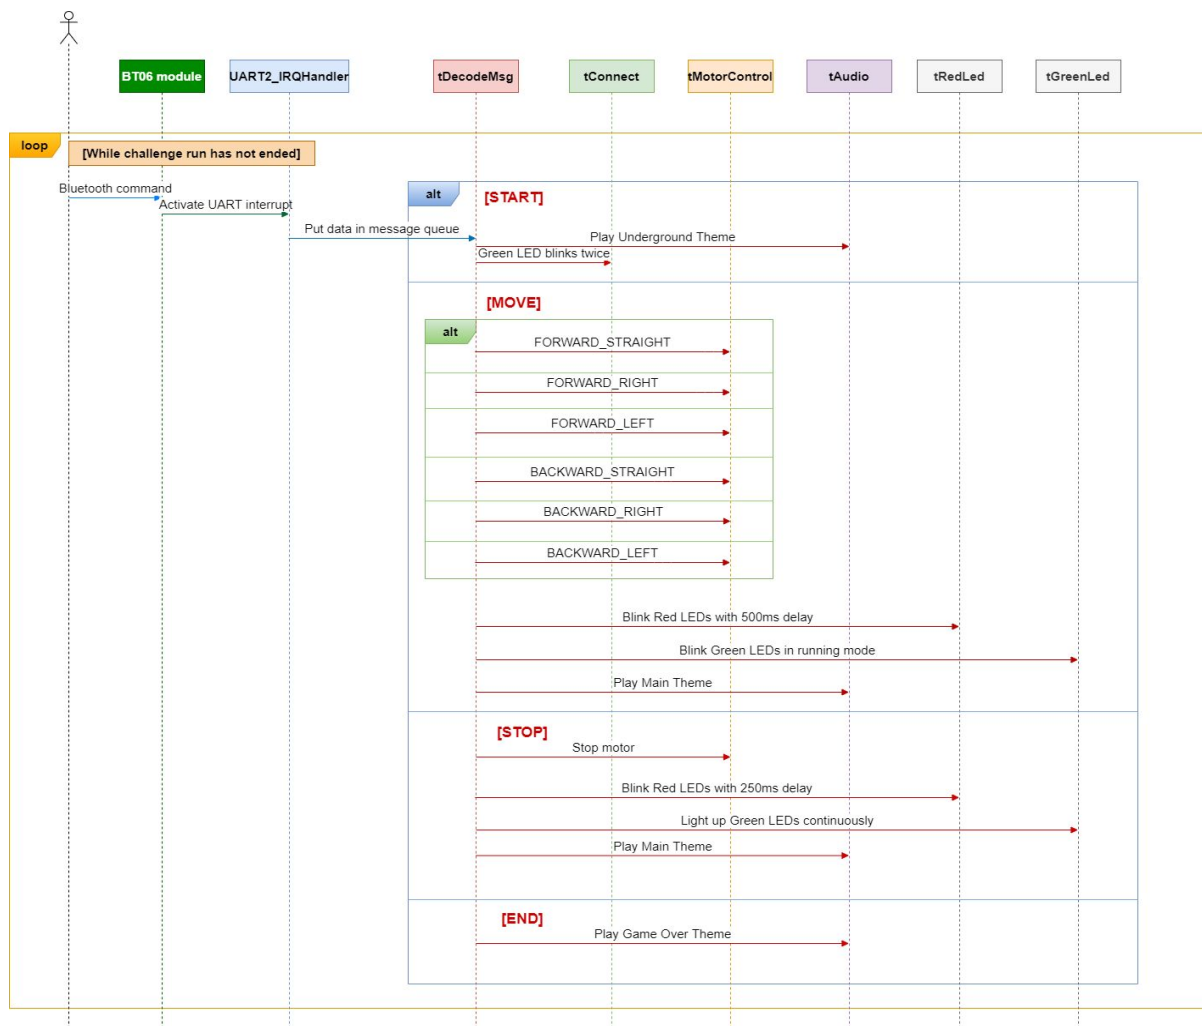 BT06 module
UART2_IRQHandler
tDecodeMsg
tConnect
tMotorControl
tAudio
tRedLed
tGreenLed
loop
[While challenge run has not ended]
Bluetooth command
Activate UART interrupt
alt
[START]
Put data in message queue
Play Underground Theme
Green LED blinks twice
[MOVE]
alt
FORWARD_STRAIGHT
FORWARD_RIGHT
FORWARD_LEFT
BACKWARD_STRAIGHT
BACKWARD_RIGHT
BACKWARD_LEFT
Blink Red LEDs with 500ms delay
Blink Green LEDs in running mode
Play Main Theme
[STOP]
Stop motor
Blink Red LEDs with 250ms delay
Light up Green LEDs continuously
Play Main Theme
[END]
Play Game Over Theme